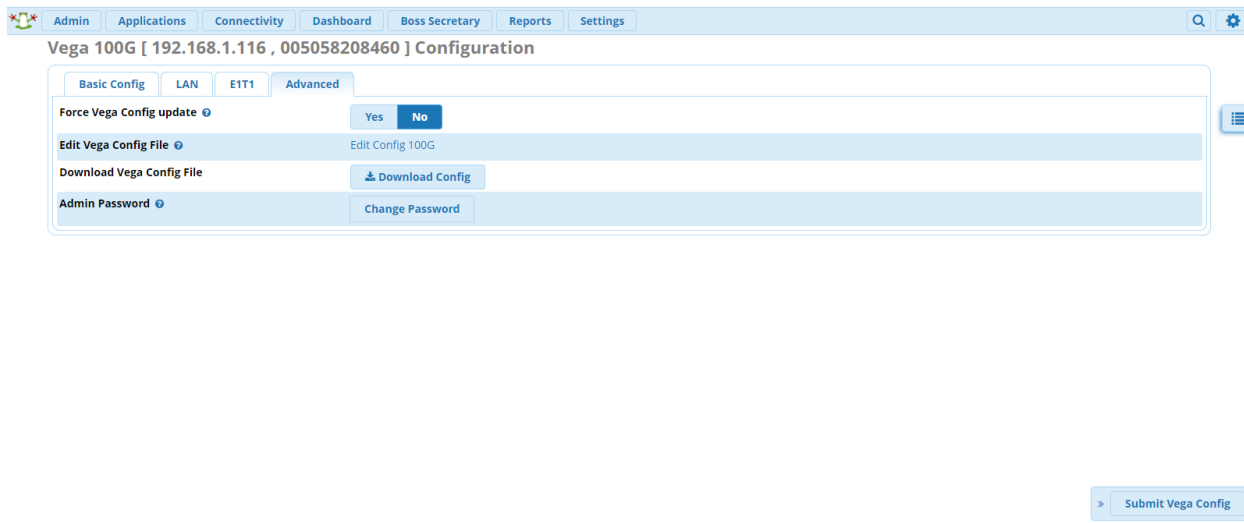 Admin Applications Connectivity Dashboard Boss Secretary Reports Settings
Vega 100G [ 192.168.1.116 , 005058208460 ] Configuration
Basic Config LAN E1T1 Advanced
Force Vega Config update
Yes No
Edit Vega Config File Edit Config 100G
Download Vega Config File Download Config
Admin Password Change Password
» Submit Vega Config